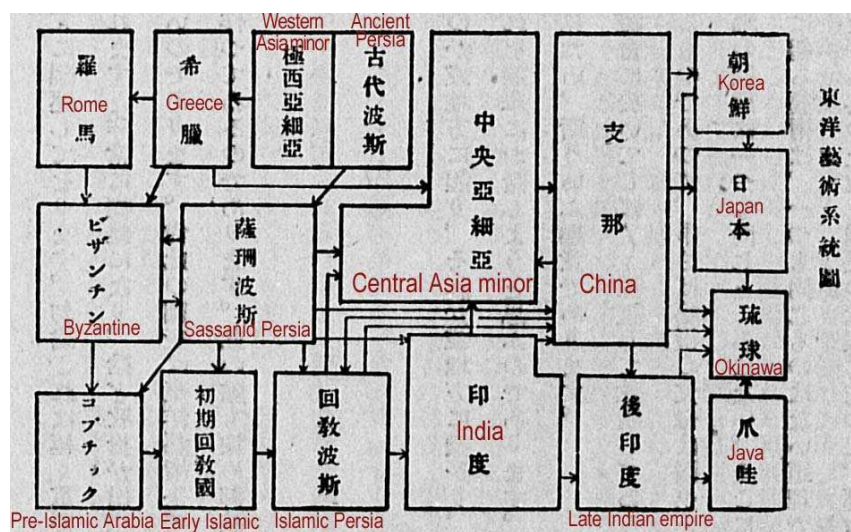 東洋藝術系統圖
羅馬
Rome
希臘
Greece
Western
Asiaminor
極西亞細亞
Ancient
Persia
古代波斯
中央亞細亞
Central Asia minor
支那
China
朝鮮
Korea
日本
Japan
琉球
Okinawa
ビザンチン
Byzantine
薩珊波斯
Sassanid Persia
コプチック
Pre-Islamic Arabia
初期回敎國
Early Islamic
回敎波斯
Islamic Persia
印度
India
後印度
Late Indian empire
爪哇
Java